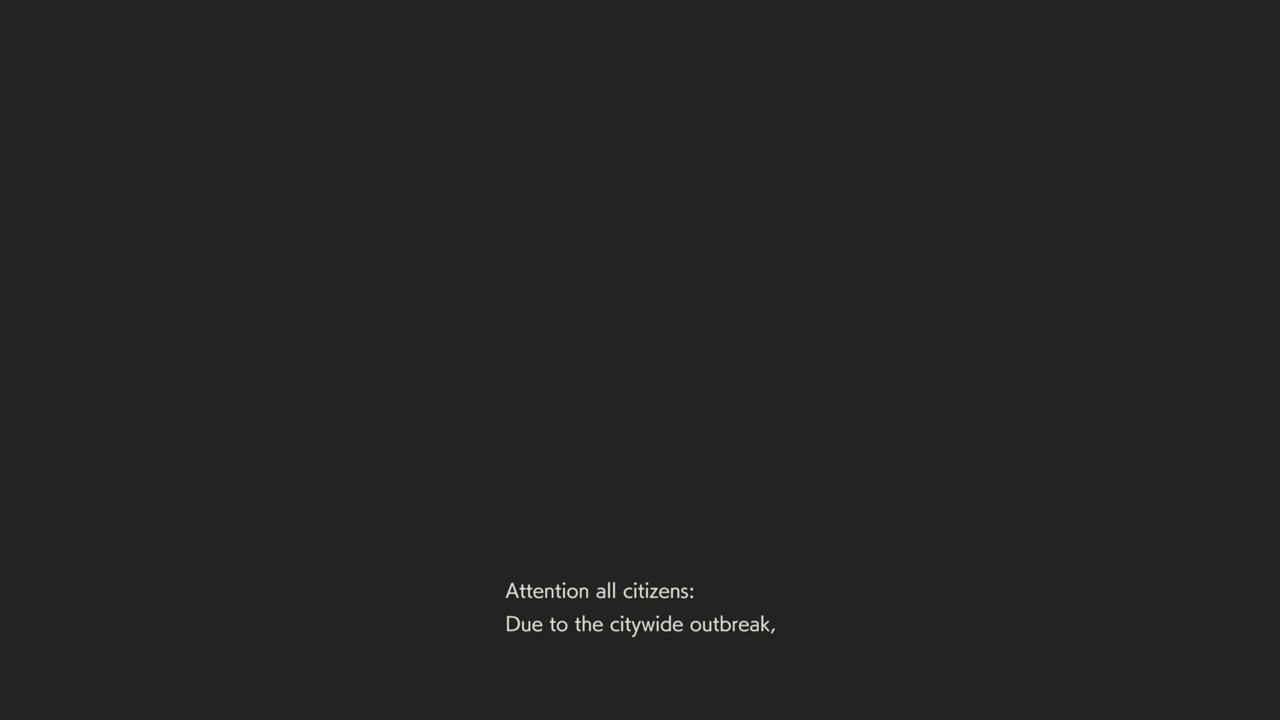 Attention all citizens:
Due to the citywide outbreak,